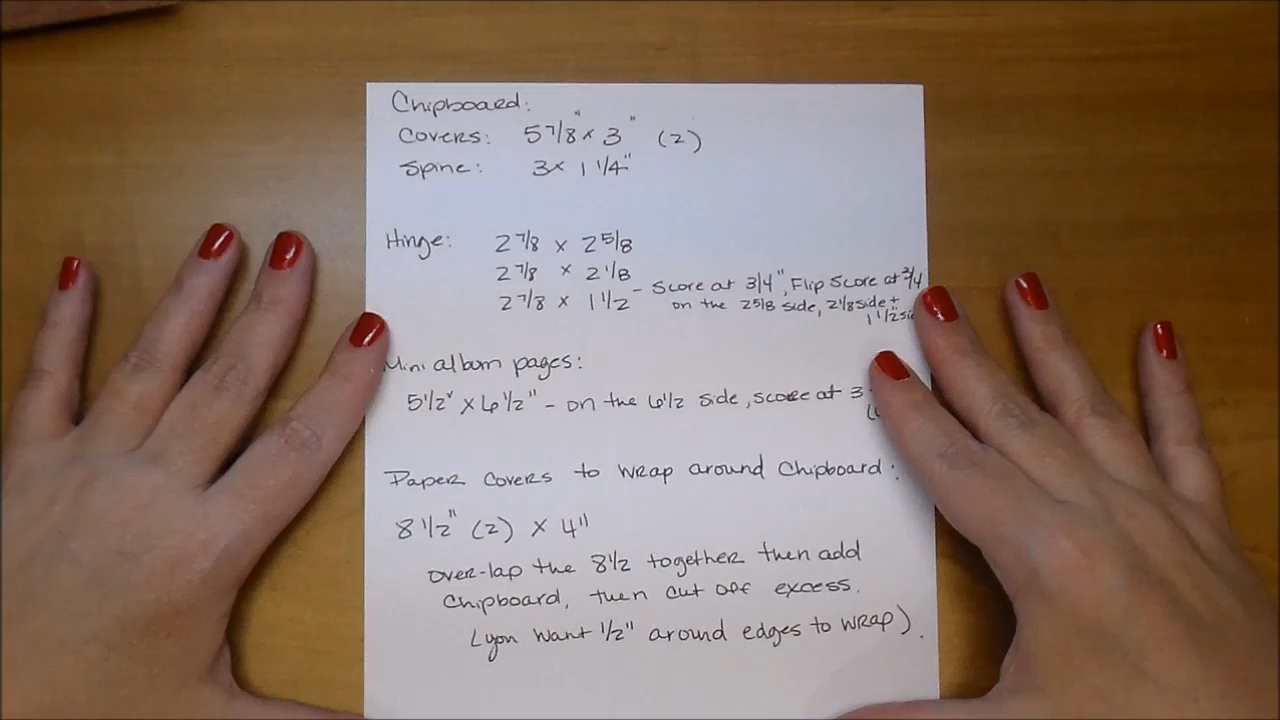 Chipboard:
Covers: 5 7/8" x 3" (2)
Spine: 3 x 1 1/4"
Hinge: 2 7/8 x 2 5/8
2 7/8 x 2 1/8
2 7/8 x 1 1/2 - Score at 3/4", Flip Score at 3/4
on the 2 5/8 side, 2 1/8 side +
1 1/2
Mini album pages:
5 1/2" x 6 1/2" - on the 6 1/2 side, score at 3
Paper Covers to wrap around Chipboard:
8 1/2" (2) x 4"
over-lap the 8 1/2 together then add
Chipboard, then cut off excess.
(you want 1/2" around edges to wrap).